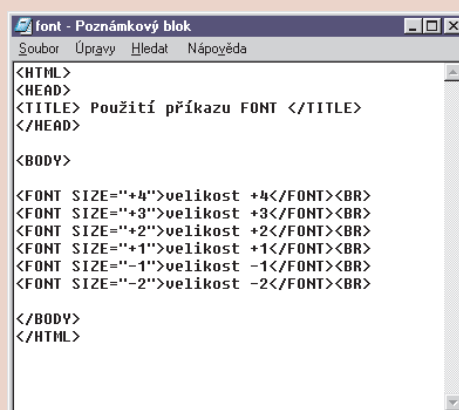 font - Poznámkový blok
Soubor Úpravy Hledat Nápověda
<HTML>
<HEAD>
<TITLE> Použití příkazu FONT </TITLE>
</HEAD>
<BODY>
<FONT SIZE="+4">velikost +4</FONT><BR>
<FONT SIZE="+3">velikost +3</FONT><BR>
<FONT SIZE="+2">velikost +2</FONT><BR>
<FONT SIZE="+1">velikost +1</FONT><BR>
<FONT SIZE="-1">velikost -1</FONT><BR>
<FONT SIZE="-2">velikost -2</FONT><BR>
</BODY>
</HTML>